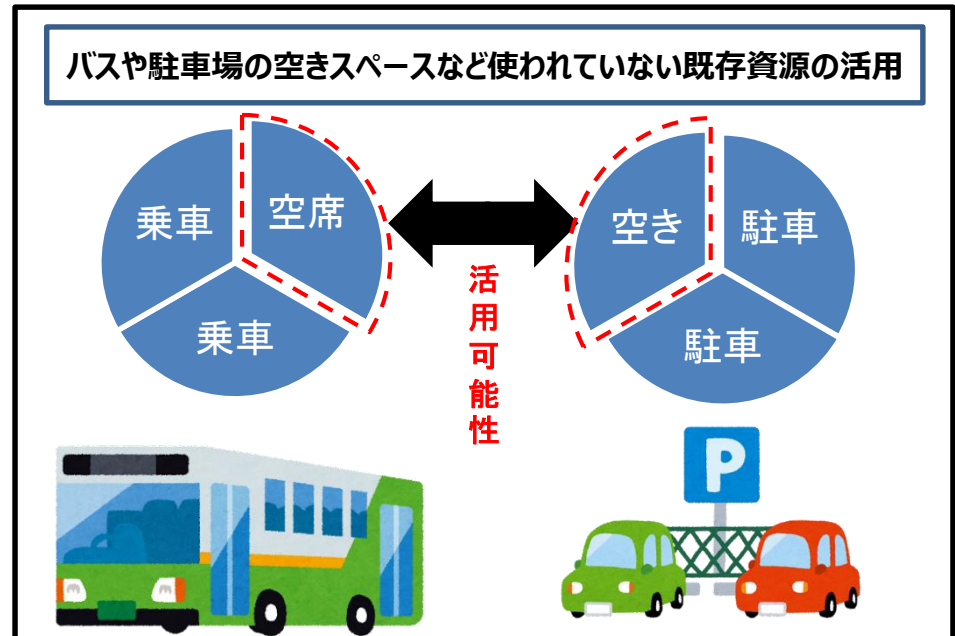 バスや駐車場の空きスペースなど使われていない既存資源の活用
乗車
空席
乗車
活用可能性
空き
駐車
駐車
P